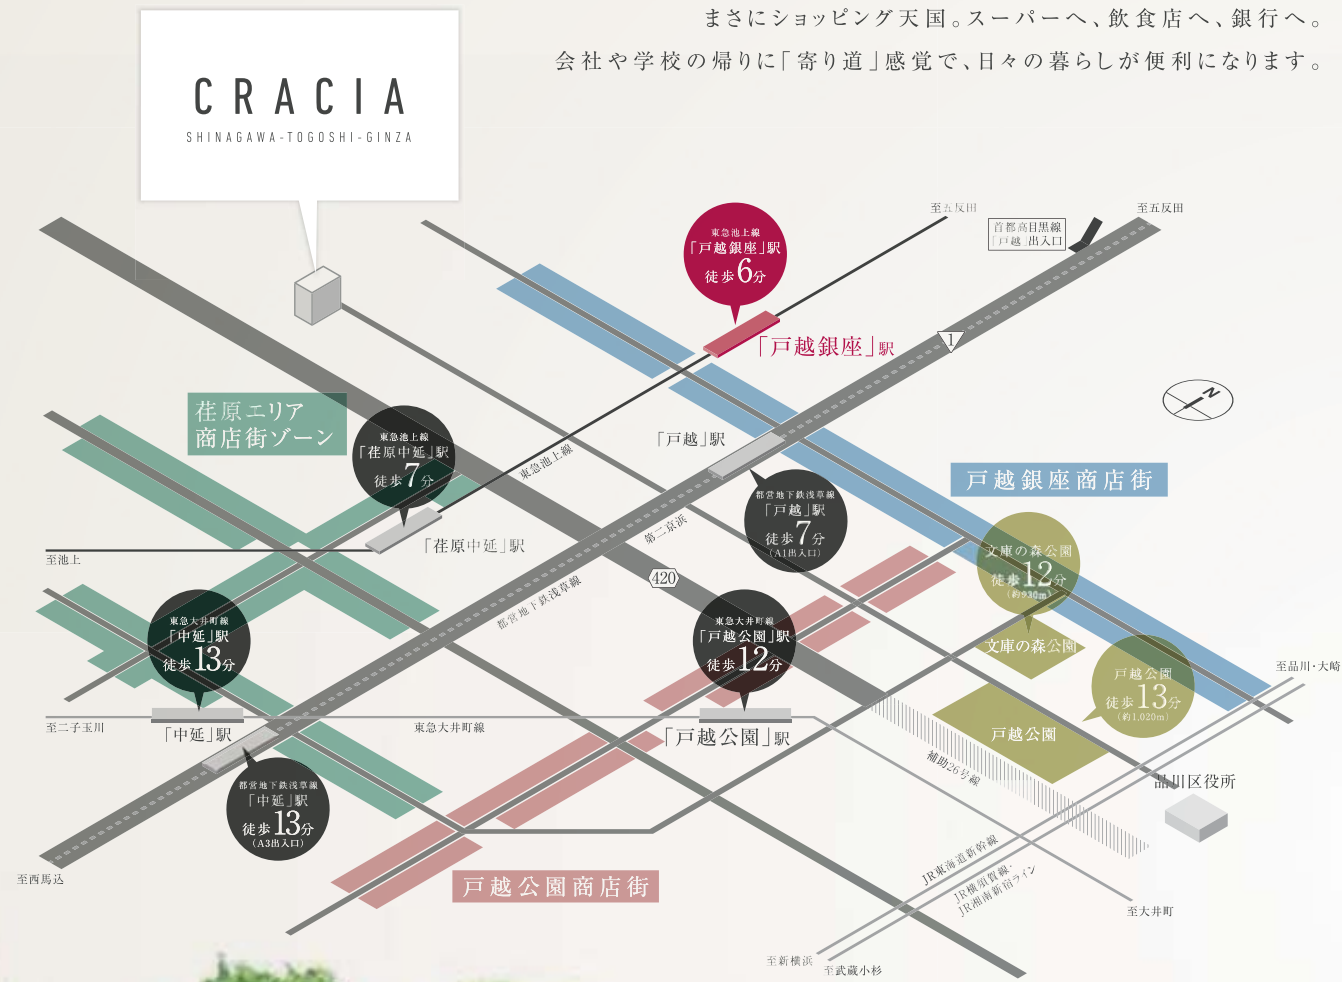 まさにショッピング天国。スーパーへ、飲食店へ、銀行へ。
会社や学校の帰りに「寄り道」感覚で、日々の暮らしが便利になります。
CRACIA
SHINAGAWA-TOGOSHI-GINZA
至五反田
至五反田
首都高目黒線
「戸越」出入口
東急池上線
「戸越銀座」駅
徒歩6分
「戸越銀座」駅
1
N
荏原エリア
商店街ゾーン
東急池上線
「荏原中延」駅
徒歩7分
東急池上線
「戸越」駅
都営地下鉄浅草線
「戸越」駅
徒歩7分
(A1出入口)
戸越銀座商店街
「荏原中延」駅
第二京浜
至池上
420
都営地下鉄浅草線
文庫の森公園
徒歩12分
(約930m)
文庫の森公園
東急大井町線
「中延」駅
徒歩13分
東急大井町線
「戸越公園」駅
徒歩12分
戸越公園
徒歩13分
(約1,020m)
至品川・大崎
至二子玉川
「中延」駅
東急大井町線
「戸越公園」駅
戸越公園
補助26号線
品川区役所
都営地下鉄浅草線
「中延」駅
徒歩13分
(A3出入口)
至西馬込
戸越公園商店街
JR東海道新幹線
JR横須賀線・
JR湘南新宿ライン
至大井町
至新横浜
至武蔵小杉